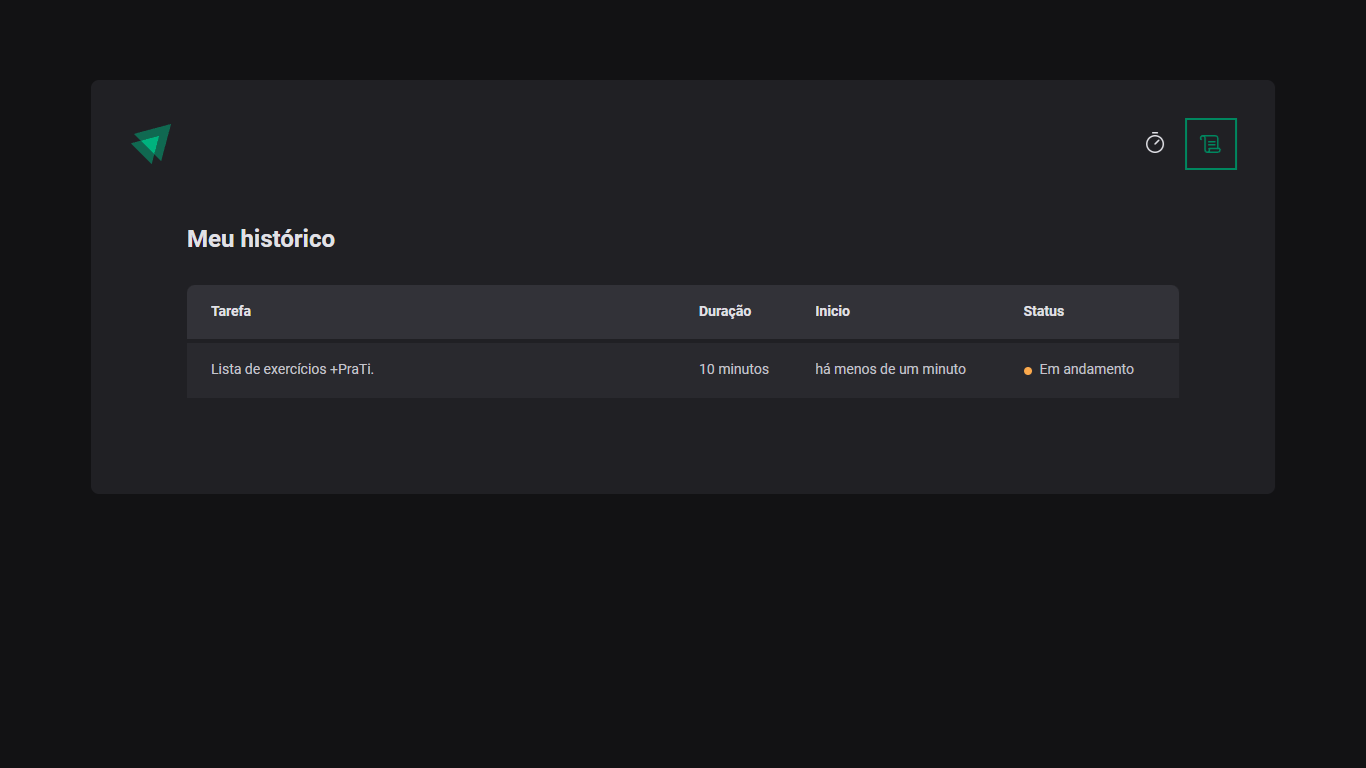 Meu histórico
Tarefa Duração Inicio Status
Lista de exercícios +PraTi. 10 minutos há menos de um minuto Em andamento